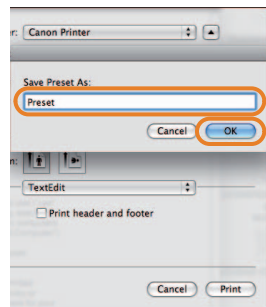 r: Canon Printer
Save Preset As:
Preset
Cancel OK
n:
TextEdit
Print header and footer
Cancel Print